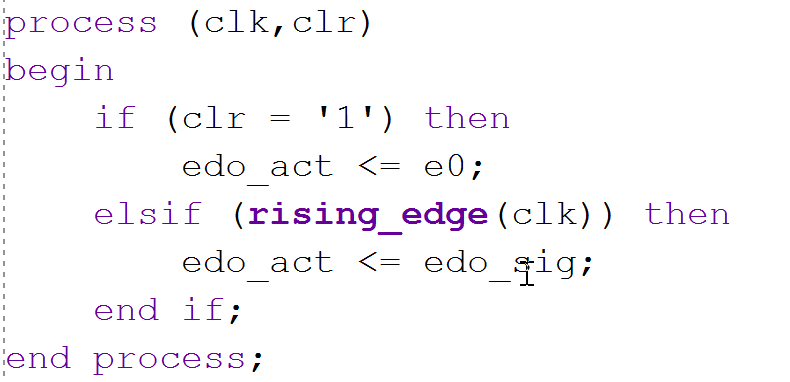 process (clk,clr)
begin
    if (clr = '1') then
        edo_act <= e0;
    elsif (rising_edge(clk)) then
        edo_act <= edo_sig;
    end if;
end process;